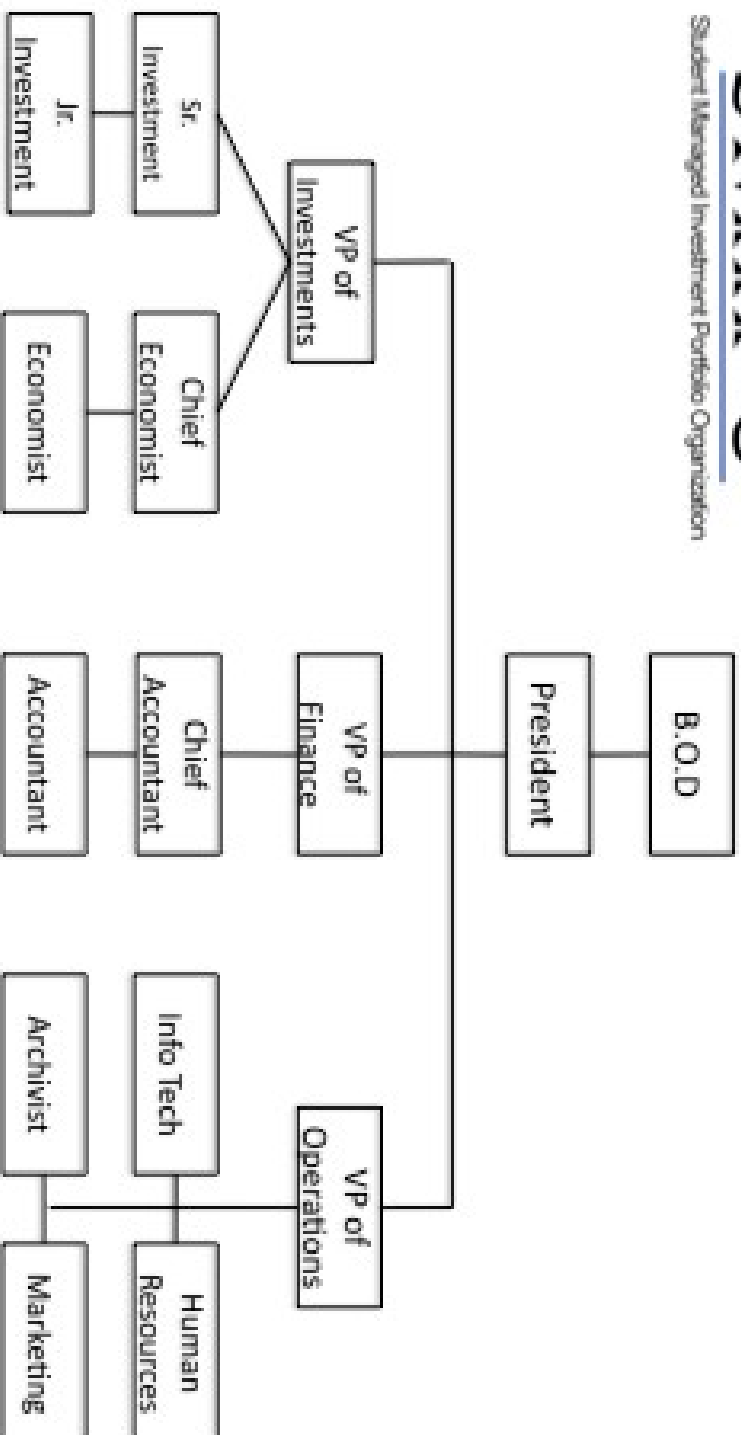 Student Managed Investment Portfolio Organization
B.O.D
President
VP of
Investments
VP of
Finance
VP of
Operations
Sr.
Investment
Chief
Economist
Chief
Accountant
Info Tech
Human
Resources
Jr.
Investment
Economist
Accountant
Archivist
Marketing